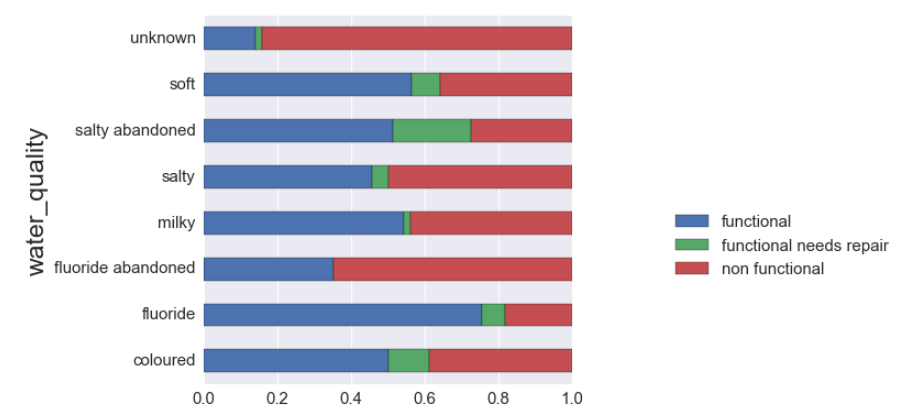 water_quality
unknown
soft
salty abandoned
salty
milky
fluoride abandoned
fluoride
coloured
0.0 0.2 0.4 0.6 0.8 1.0
functional
functional needs repair
non functional